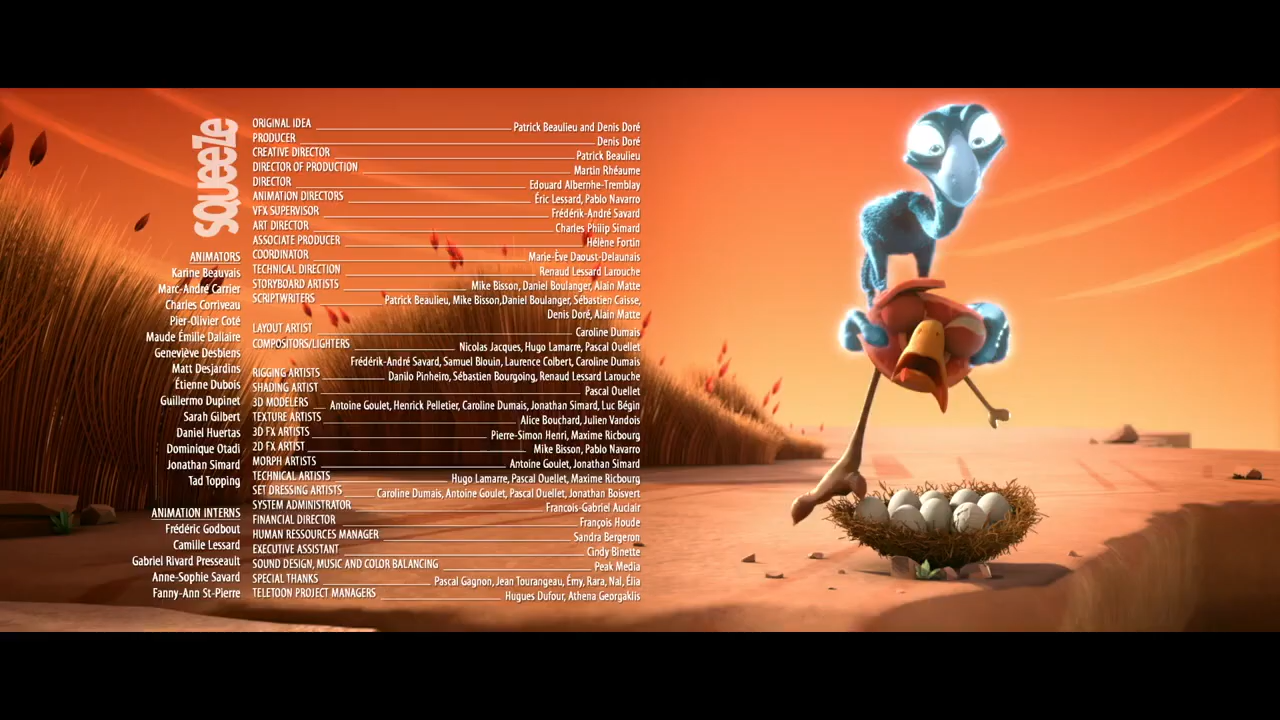 squeeze
ORIGINAL IDEA Patrick Beaulieu and Denis Doré
PRODUCER Denis Doré
CREATIVE DIRECTOR Patrick Beaulieu
DIRECTOR OF PRODUCTION Martin Rhéaume
DIRECTOR Edouard Albernhe-Tremblay
ANIMATION DIRECTORS Éric Lessard, Pablo Navarro
VFX SUPERVISOR Frédérik-André Savard
ART DIRECTOR Charles Philip Simard
ASSOCIATE PRODUCER Hélène Fortin
COORDINATOR Marie-Ève Daoust-Delaunais
TECHNICAL DIRECTION Renaud Lessard Larouche
STORYBOARD ARTISTS Mike Bisson, Daniel Boulanger, Alain Matte
SCRIPTWRITERS Patrick Beaulieu, Mike Bisson,Daniel Boulanger, Sébastien Caisse,
Denis Doré, Alain Matte
LAYOUT ARTIST Caroline Dumais
COMPOSITORS/LIGHTERS Nicolas Jacques, Hugo Lamarre, Pascal Ouellet
Frédérik-André Savard, Samuel Blouin, Laurence Colbert, Caroline Dumais
RIGGING ARTISTS Danilo Pinheiro, Sébastien Bourgoing, Renaud Lessard Larouche
SHADING ARTIST Pascal Ouellet
3D MODELERS Antoine Goulet, Henrick Pelletier, Caroline Dumais, Jonathan Simard, Luc Bégin
TEXTURE ARTISTS Alice Bouchard, Julien Vandois
3D FX ARTISTS Pierre-Simon Henri, Maxime Ricbourg
2D FX ARTIST Mike Bisson, Pablo Navarro
MORPH ARTISTS Antoine Goulet, Jonathan Simard
TECHNICAL ARTISTS Hugo Lamarre, Pascal Ouellet, Maxime Ricbourg
SET DRESSING ARTISTS Caroline Dumais, Antoine Goulet, Pascal Ouellet, Jonathan Boisvert
SYSTEM ADMINISTRATOR Francois-Gabriel Auclair
FINANCIAL DIRECTOR François Houde
HUMAN RESSOURCES MANAGER Sandra Bergeron
EXECUTIVE ASSISTANT Cindy Binette
SOUND DESIGN, MUSIC AND COLOR BALANCING Peak Media
SPECIAL THANKS Pascal Gagnon, Jean Tourangeau, Émy, Rara, Nal, Élia
TELETOON PROJECT MANAGERS Hugues Dufour, Athena Georgaklis
ANIMATORS
Karine Beauvais
Marc-André Carrier
Charles Corriveau
Pier-Olivier Coté
Maude Émilie Dallaire
Geneviève Desbiens
Matt Desjardins
Étienne Dubois
Guillermo Dupinet
Sarah Gilbert
Daniel Huertas
Dominique Otadi
Jonathan Simard
Tad Topping
ANIMATION INTERNS
Frédéric Godbout
Camille Lessard
Gabriel Rivard Presseault
Anne-Sophie Savard
Fanny-Ann St-Pierre